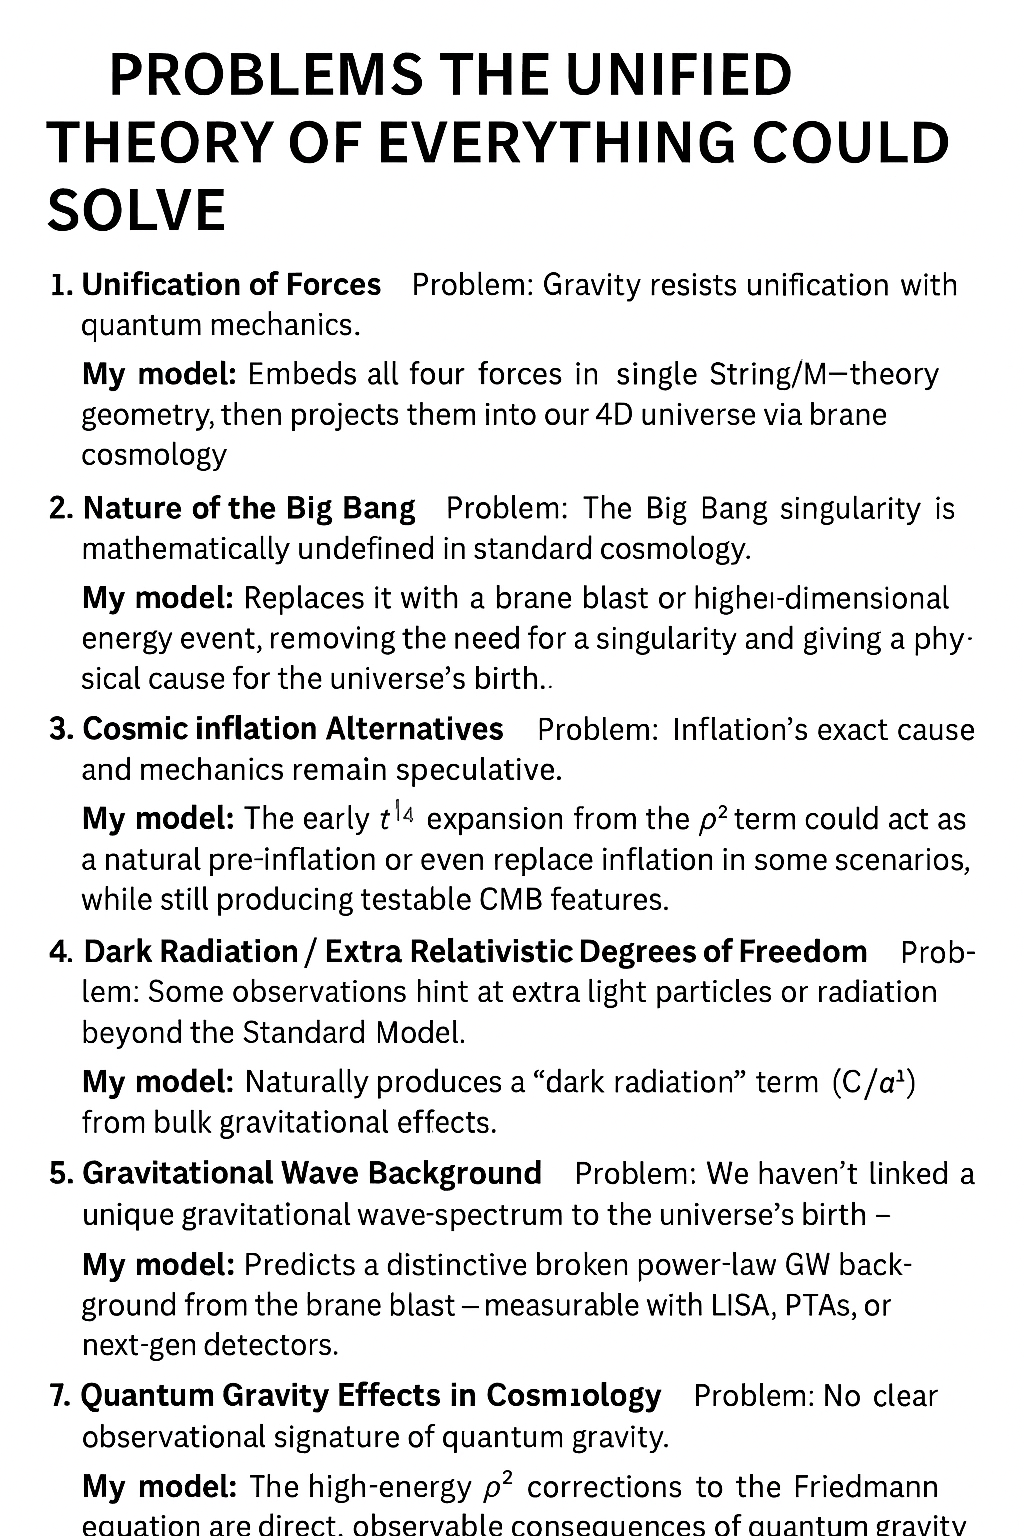 PROBLEMS THE UNIFIED
THEORY OF EVERYTHING COULD
SOLVE
1. Unification of Forces Problem: Gravity resists unification with
quantum mechanics.
My model: Embeds all four forces in single String/M–theory
geometry, then projects them into our 4D universe via brane
cosmology
2. Nature of the Big Bang Problem: The Big Bang singularity is
mathematically undefined in standard cosmology.
My model: Replaces it with a brane blast or higheı-dimensional
energy event, removing the need for a singularity and giving a phy-
sical cause for the universe’s birth..
3. Cosmic inflation Alternatives Problem: Inflation’s exact cause
and mechanics remain speculative.
My model: The early t^|4 expansion from the ρ² term could act as
a natural pre-inflation or even replace inflation in some scenarios,
while still producing testable CMB features.
4. Dark Radiation / Extra Relativistic Degrees of Freedom Prob-
lem: Some observations hint at extra light particles or radiation
beyond the Standard Model.
My model: Naturally produces a “dark radiation” term (C/a¹)
from bulk gravitational effects.
5. Gravitational Wave Background Problem: We haven’t linked a
unique gravitational wave-spectrum to the universe’s birth –
My model: Predicts a distinctive broken power-law GW back-
ground from the brane blast – measurable with LISA, PTAs, or
next-gen detectors.
7. Quantum Gravity Effects in Cosmıology Problem: No clear
observational signature of quantum gravity.
My model: The high-energy ρ² corrections to the Friedmann
equation are direct, observable consequences of quantum gravity